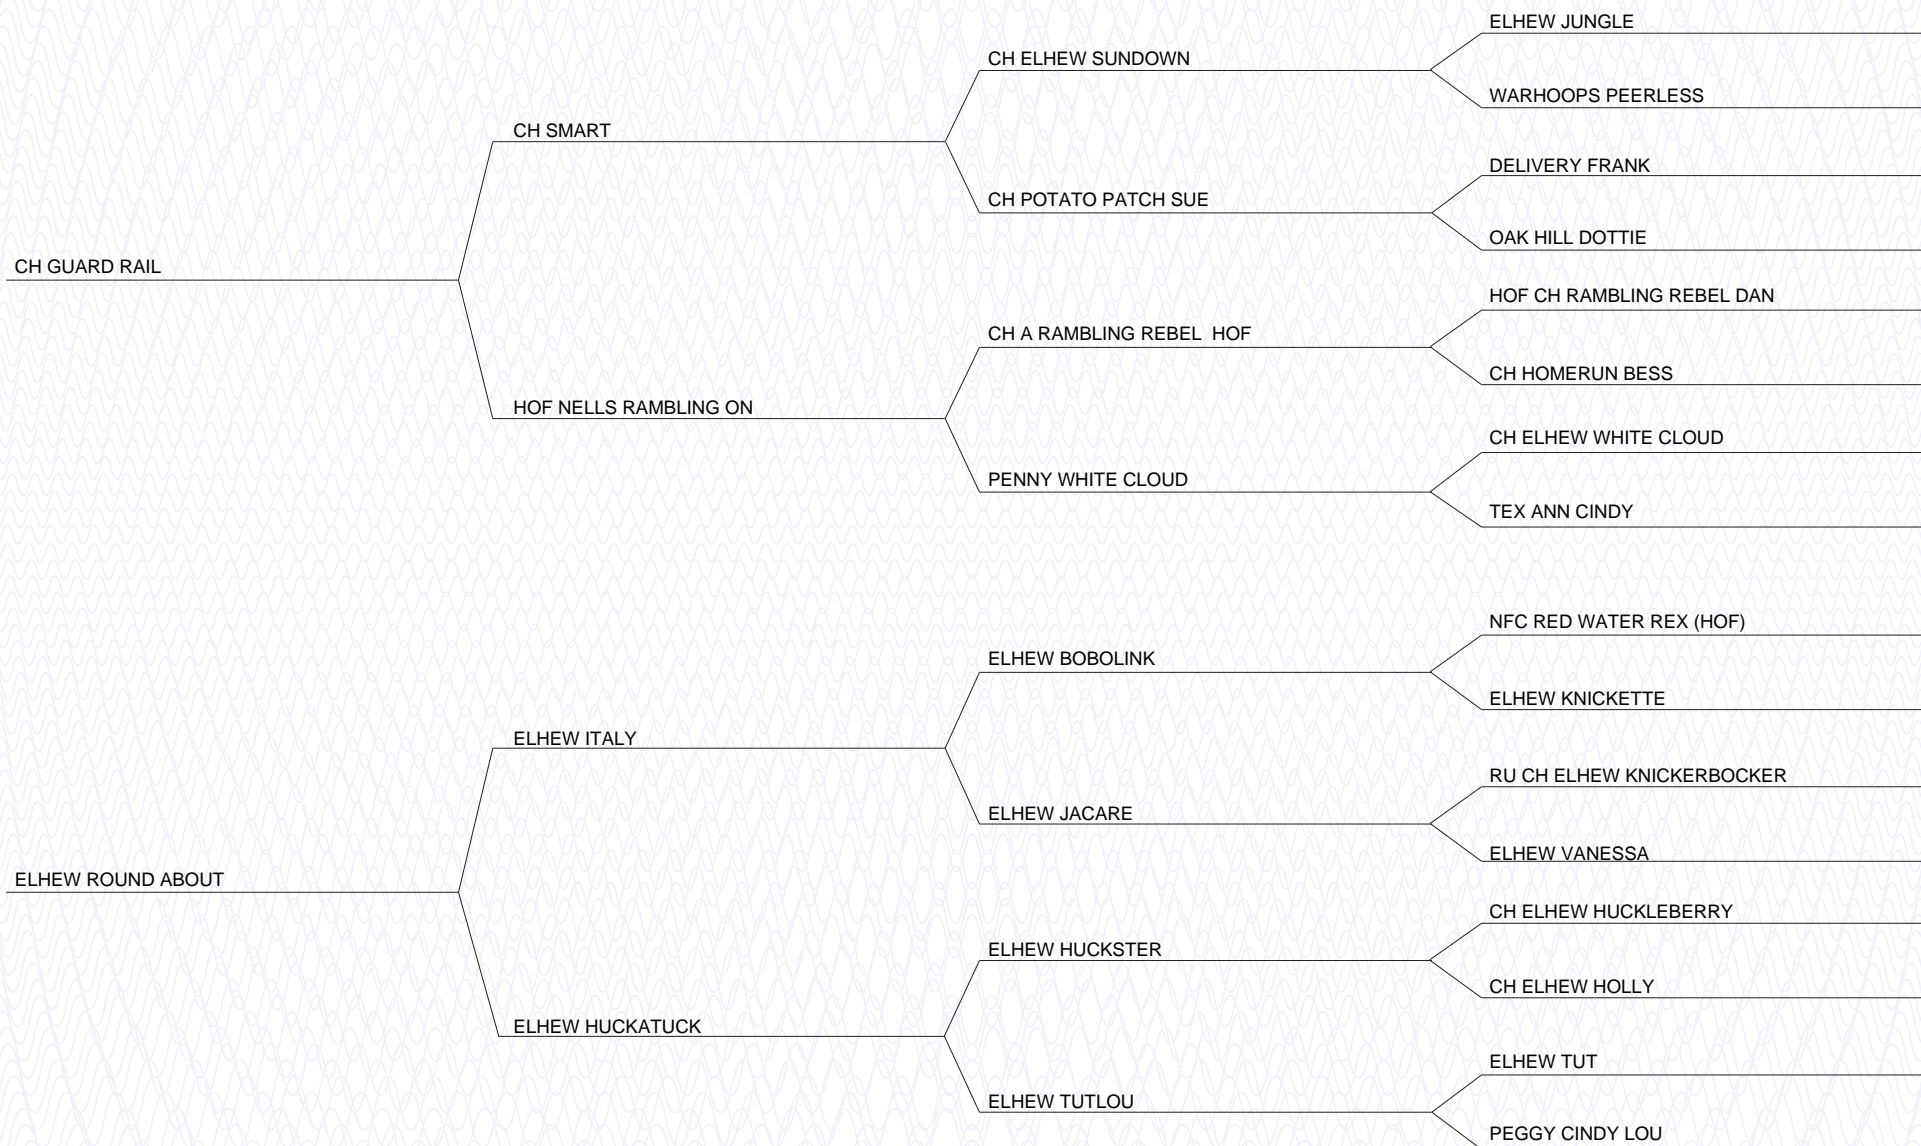 ELHEW JUNGLE
CH ELHEW SUNDOWN
WARHOOPS PEERLESS
CH SMART
DELIVERY FRANK
CH POTATO PATCH SUE
OAK HILL DOTTIE
CH GUARD RAIL
HOF CH RAMBLING REBEL DAN
CH A RAMBLING REBEL  HOF
CH HOMERUN BESS
HOF NELLS RAMBLING ON
CH ELHEW WHITE CLOUD
PENNY WHITE CLOUD
TEX ANN CINDY
NFC RED WATER REX (HOF)
ELHEW BOBOLINK
ELHEW KNICKETTE
ELHEW ITALY
RU CH ELHEW KNICKERBOCKER
ELHEW JACARE
ELHEW VANESSA
ELHEW ROUND ABOUT
CH ELHEW HUCKLEBERRY
ELHEW HUCKSTER
CH ELHEW HOLLY
ELHEW HUCKATUCK
ELHEW TUT
ELHEW TUTLOU
PEGGY CINDY LOU